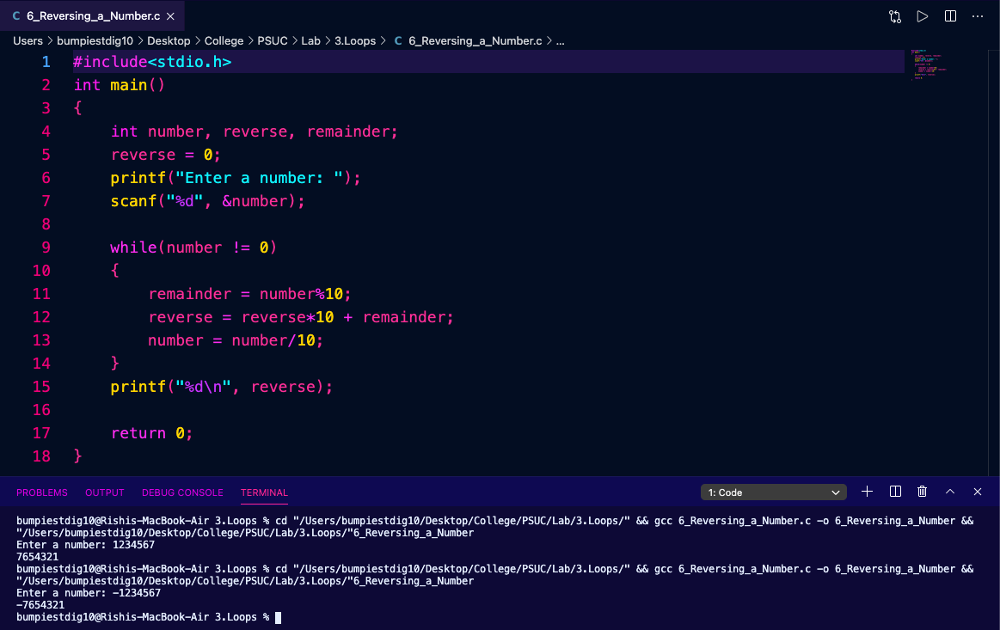 C 6_Reversing_a_Number.c
Users > bumpiestdig10 > Desktop > College > PSUC > Lab > 3.Loops > C 6_Reversing_a_Number.c > ...
1 #include<stdio.h>
2 int main()
3 {
4     int number, reverse, remainder;
5     reverse = 0;
6     printf("Enter a number: ");
7     scanf("%d", &number);
8
9     while(number != 0)
10     {
11         remainder = number%10;
12         reverse = reverse*10 + remainder;
13         number = number/10;
14     }
15     printf("%d\n", reverse);
16
17     return 0;
18 }
PROBLEMS OUTPUT DEBUG CONSOLE TERMINAL 1: Code
bumpiestdig10@Rishis-MacBook-Air 3.Loops % cd "/Users/bumpiestdig10/Desktop/College/PSUC/Lab/3.Loops/" && gcc 6_Reversing_a_Number.c -o 6_Reversing_a_Number &&
"/Users/bumpiestdig10/Desktop/College/PSUC/Lab/3.Loops/"6_Reversing_a_Number
Enter a number: 1234567
7654321
bumpiestdig10@Rishis-MacBook-Air 3.Loops % cd "/Users/bumpiestdig10/Desktop/College/PSUC/Lab/3.Loops/" && gcc 6_Reversing_a_Number.c -o 6_Reversing_a_Number &&
"/Users/bumpiestdig10/Desktop/College/PSUC/Lab/3.Loops/"6_Reversing_a_Number
Enter a number: -1234567
-7654321
bumpiestdig10@Rishis-MacBook-Air 3.Loops %